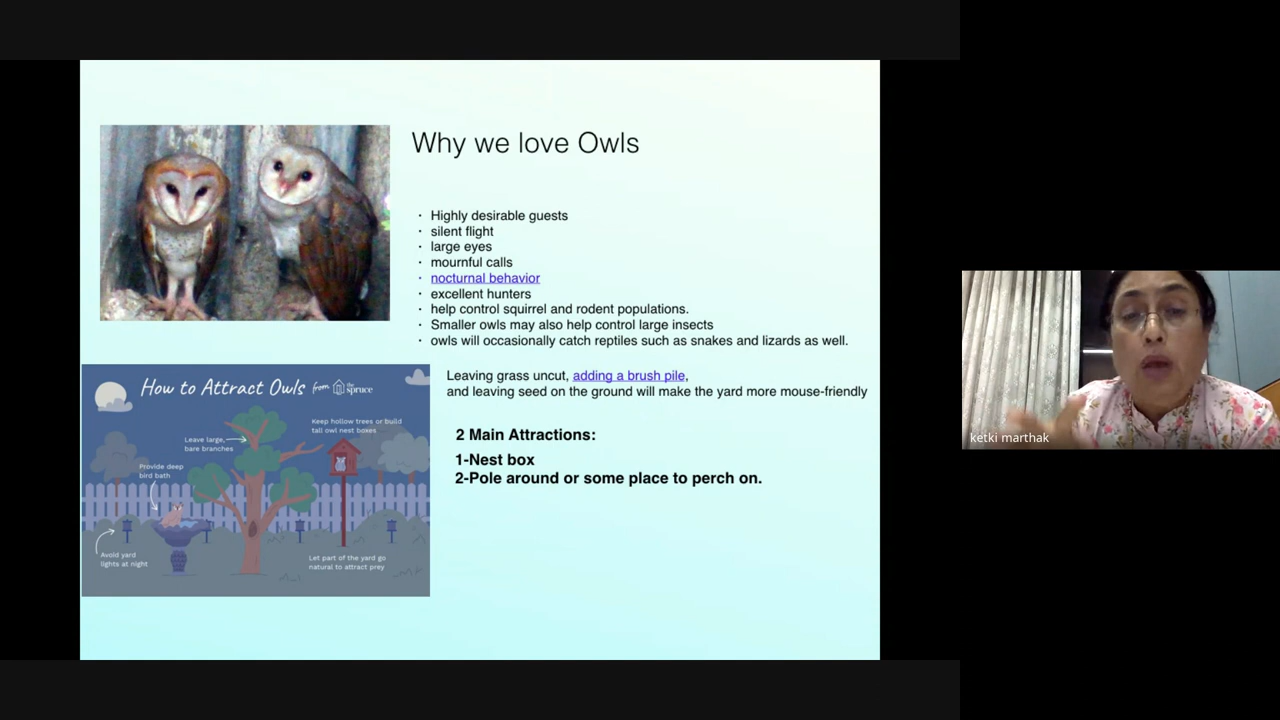 Why we love Owls
· Highly desirable guests
· silent flight
· large eyes
· mournful calls
· nocturnal behavior
· excellent hunters
· help control squirrel and rodent populations.
· Smaller owls may also help control large insects
· owls will occasionally catch reptiles such as snakes and lizards as well.
Leaving grass uncut, adding a brush pile,
and leaving seed on the ground will make the yard more mouse-friendly
2 Main Attractions:
1-Nest box
2-Pole around or some place to perch on.
How to Attract Owls from the spruce
Keep hollow trees or build
tall owl nest boxes
Leave large,
bare branches
Provide deep
bird bath
Avoid yard
lights at night
Let part of the yard go
natural to attract prey
ketki marthak